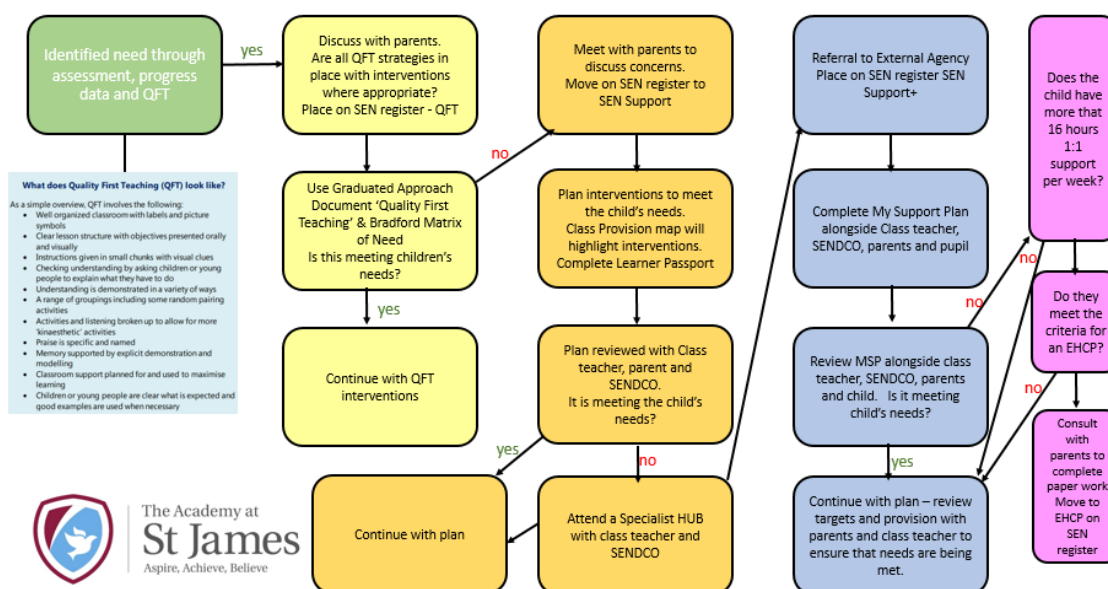 Identified need through
assessment, progress
data and QFT
yes
Discuss with parents.
Are all QFT strategies in
place with interventions
where appropriate?
Place on SEN register - QFT
Meet with parents to
discuss concerns.
Move on SEN register to
SEN Support
Referral to External Agency
Place on SEN register SEN
Support+
Does the
child have
more that
16 hours
1:1
support
per week?
What does Quality First Teaching (QFT) look like?
As a simple overview, QFT involves the following:
• Well organized classroom with labels and picture
symbols
• Clear lesson structure with objectives presented orally
and visually
• Instructions given in small chunks with visual clues
• Checking understanding by asking children or young
people to explain what they have to do
• Understanding is demonstrated in a variety of ways
• A range of groupings including some random pairing
activities
• Activities and listening broken up to allow for more
'kinaesthetic' activities
• Praise is specific and named
• Memory supported by explicit demonstration and
modelling
• Classroom support planned for and used to maximise
learning
• Children or young people are clear what is expected and
good examples are used when necessary
Use Graduated Approach
Document 'Quality First
Teaching' & Bradford Matrix
of Need
Is this meeting children's
needs?
no
yes
Continue with QFT
interventions
Plan interventions to meet
the child's needs.
Class Provision map will
highlight interventions.
Complete Learner Passport
Plan reviewed with Class
teacher, parent and
SENDCO.
It is meeting the child's
needs?
yes
no
Continue with plan
Attend a Specialist HUB
with class teacher and
SENDCO
Complete My Support Plan
alongside Class teacher,
SENDCO, parents and pupil
no
Review MSP alongside class
teacher, SENDCO, parents
and child. Is it meeting
child's needs?
yes
Continue with plan – review
targets and provision with
parents and class teacher to
ensure that needs are being
met.
no
Do they
meet the
criteria for
an EHCP?
no
Consult
with
parents to
complete
paper work
Move to
EHCP on
SEN
register
The Academy at
St James
Aspire, Achieve, Believe